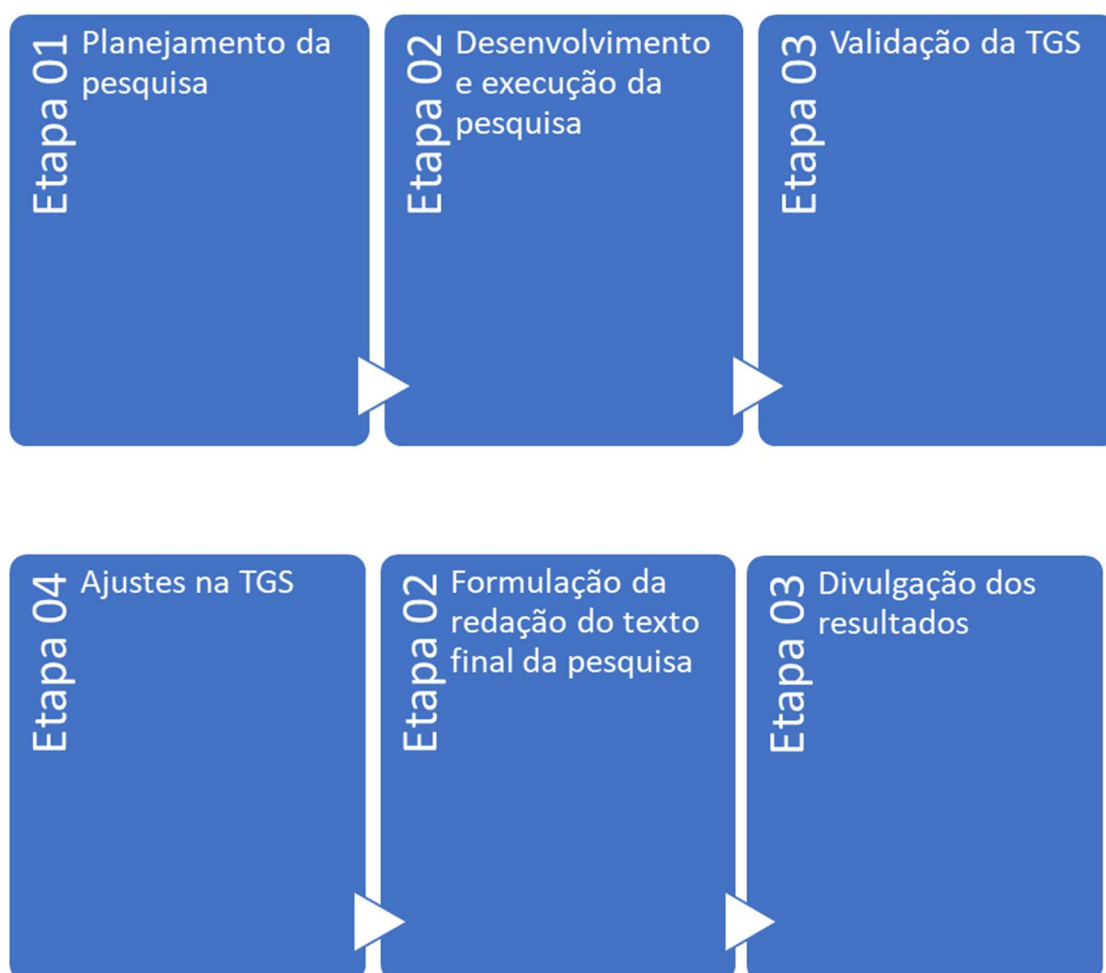 Etapa 01
Planejamento da
pesquisa
Etapa 02
Desenvolvimento
e execução da
pesquisa
Etapa 03
Validação da TGS
Etapa 04
Ajustes na TGS
Etapa 02
Formulação da
redação do texto
final da pesquisa
Etapa 03
Divulgação dos
resultados